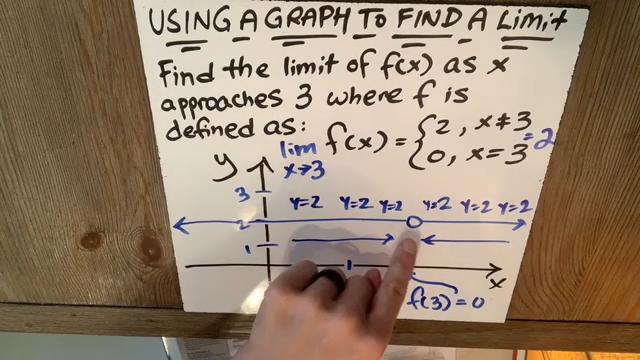 USING A GRAPH TO FIND A Limit
Find the limit of f(x) as x
approaches 3 where f is
defined as:
lim x→3 f(x) = {2, x≠3
0, x=3 = 2
y
3
y=2 y=2 y=2 y=2 y=2 y=2
2
1
1
x
f(3)=0